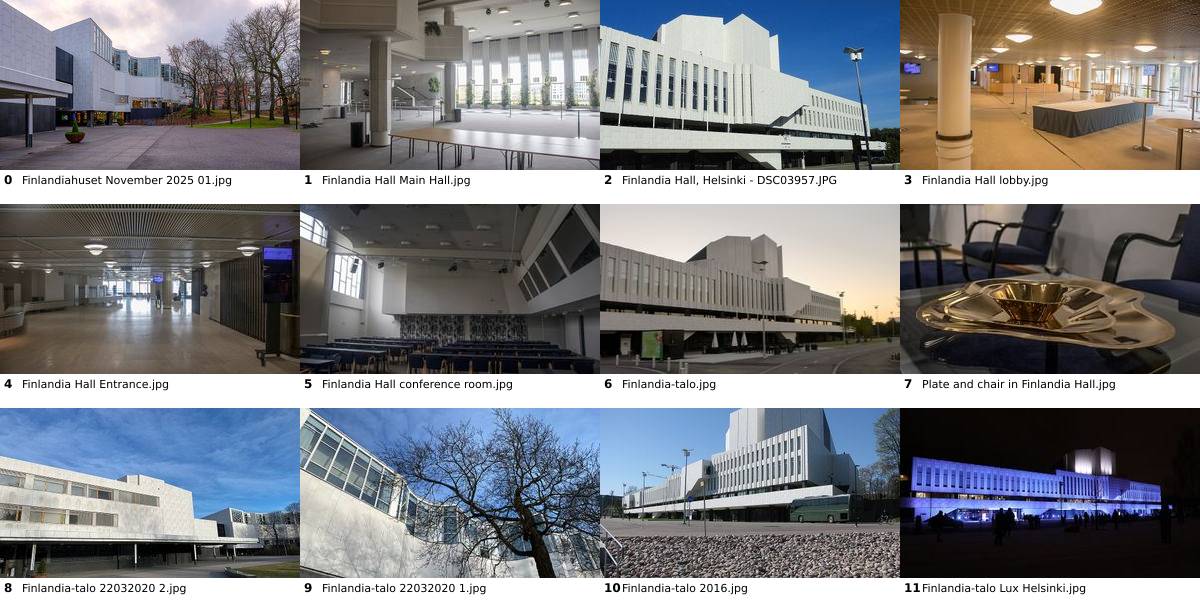 0 Finlandiahuset November 2025 01.jpg
1 Finlandia Hall Main Hall.jpg
2 Finlandia Hall, Helsinki - DSC03957.JPG
3 Finlandia Hall lobby.jpg
4 Finlandia Hall Entrance.jpg
5 Finlandia Hall conference room.jpg
6 Finlandia-talo.jpg
7 Plate and chair in Finlandia Hall.jpg
8 Finlandia-talo 22032020 2.jpg
9 Finlandia-talo 22032020 1.jpg
10 Finlandia-talo 2016.jpg
11 Finlandia-talo Lux Helsinki.jpg